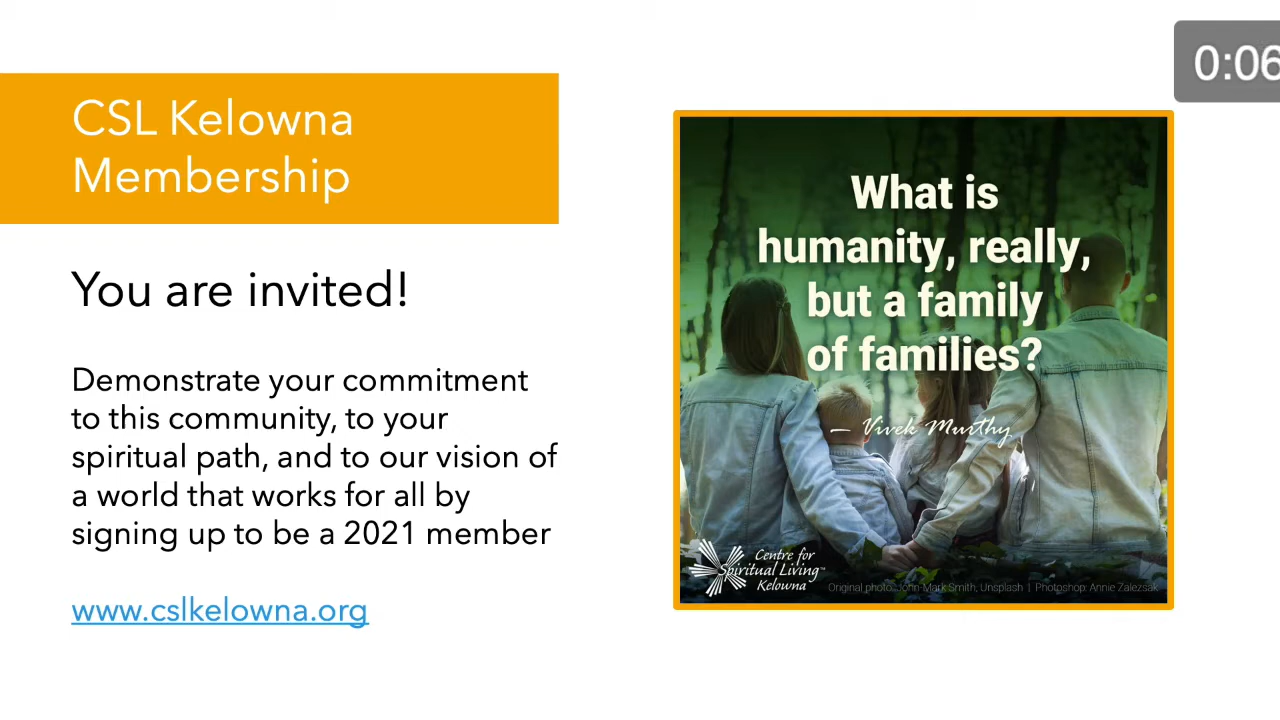 0:06
CSL Kelowna
Membership
You are invited!
Demonstrate your commitment
to this community, to your
spiritual path, and to our vision of
a world that works for all by
signing up to be a 2021 member
www.cslkelowna.org
What is
humanity, really,
but a family
of families?
— Vivek Murthy
Centre for
Spiritual Living™
Kelowna
Original photo: John-Mark Smith, Unsplash | Photoshop: Annie Zalezsak